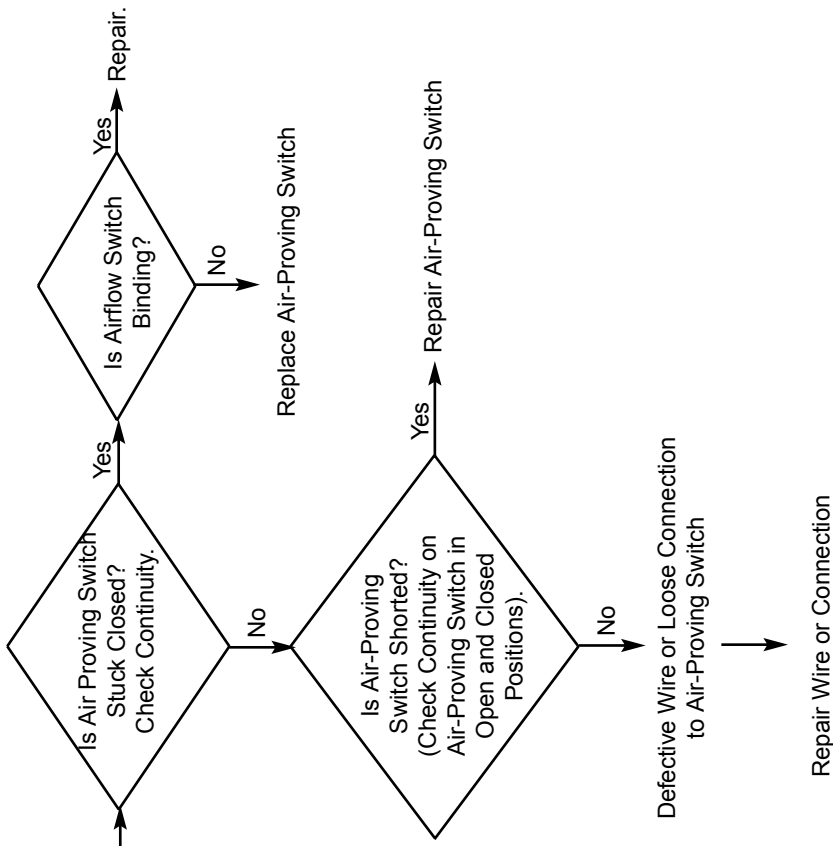 Is Air Proving Switch
Stuck Closed?
Check Continuity.
Yes
Is Airflow Switch
Binding?
Yes
Repair.
No
Replace Air-Proving Switch
No
Is Air-Proving
Switch Shorted?
(Check Continuity on
Air-Proving Switch in
Open and Closed
Positions).
Yes
Repair Air-Proving Switch
No
Defective Wire or Loose Connection
to Air-Proving Switch
Repair Wire or Connection